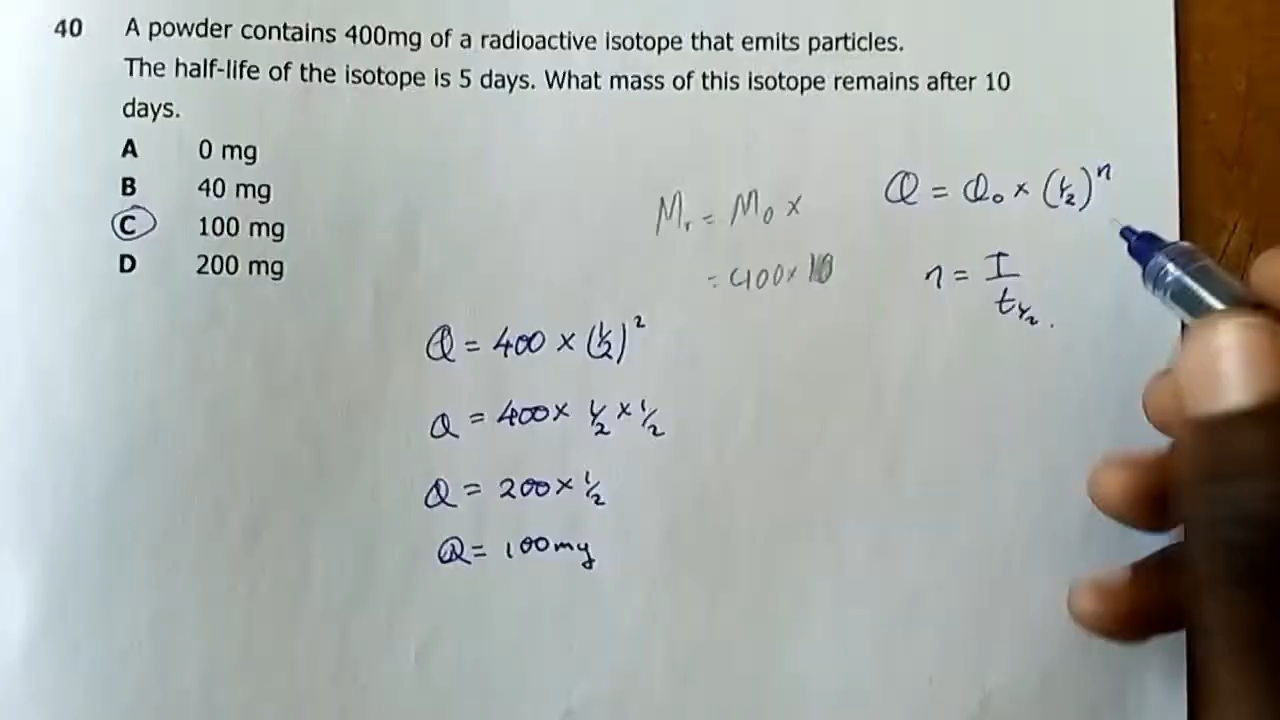 40 A powder contains 400mg of a radioactive isotope that emits particles.
The half-life of the isotope is 5 days. What mass of this isotope remains after 10
days.
A 0 mg
B 40 mg
C 100 mg
D 200 mg
Mr = M0 ×
= 400 × 10
Q = Q0 × (1/2)^n
n = T
t1/2.
Q = 400 × (1/2)^2
Q = 400 × 1/2 × 1/2
Q = 200 × 1/2
Q = 100mg